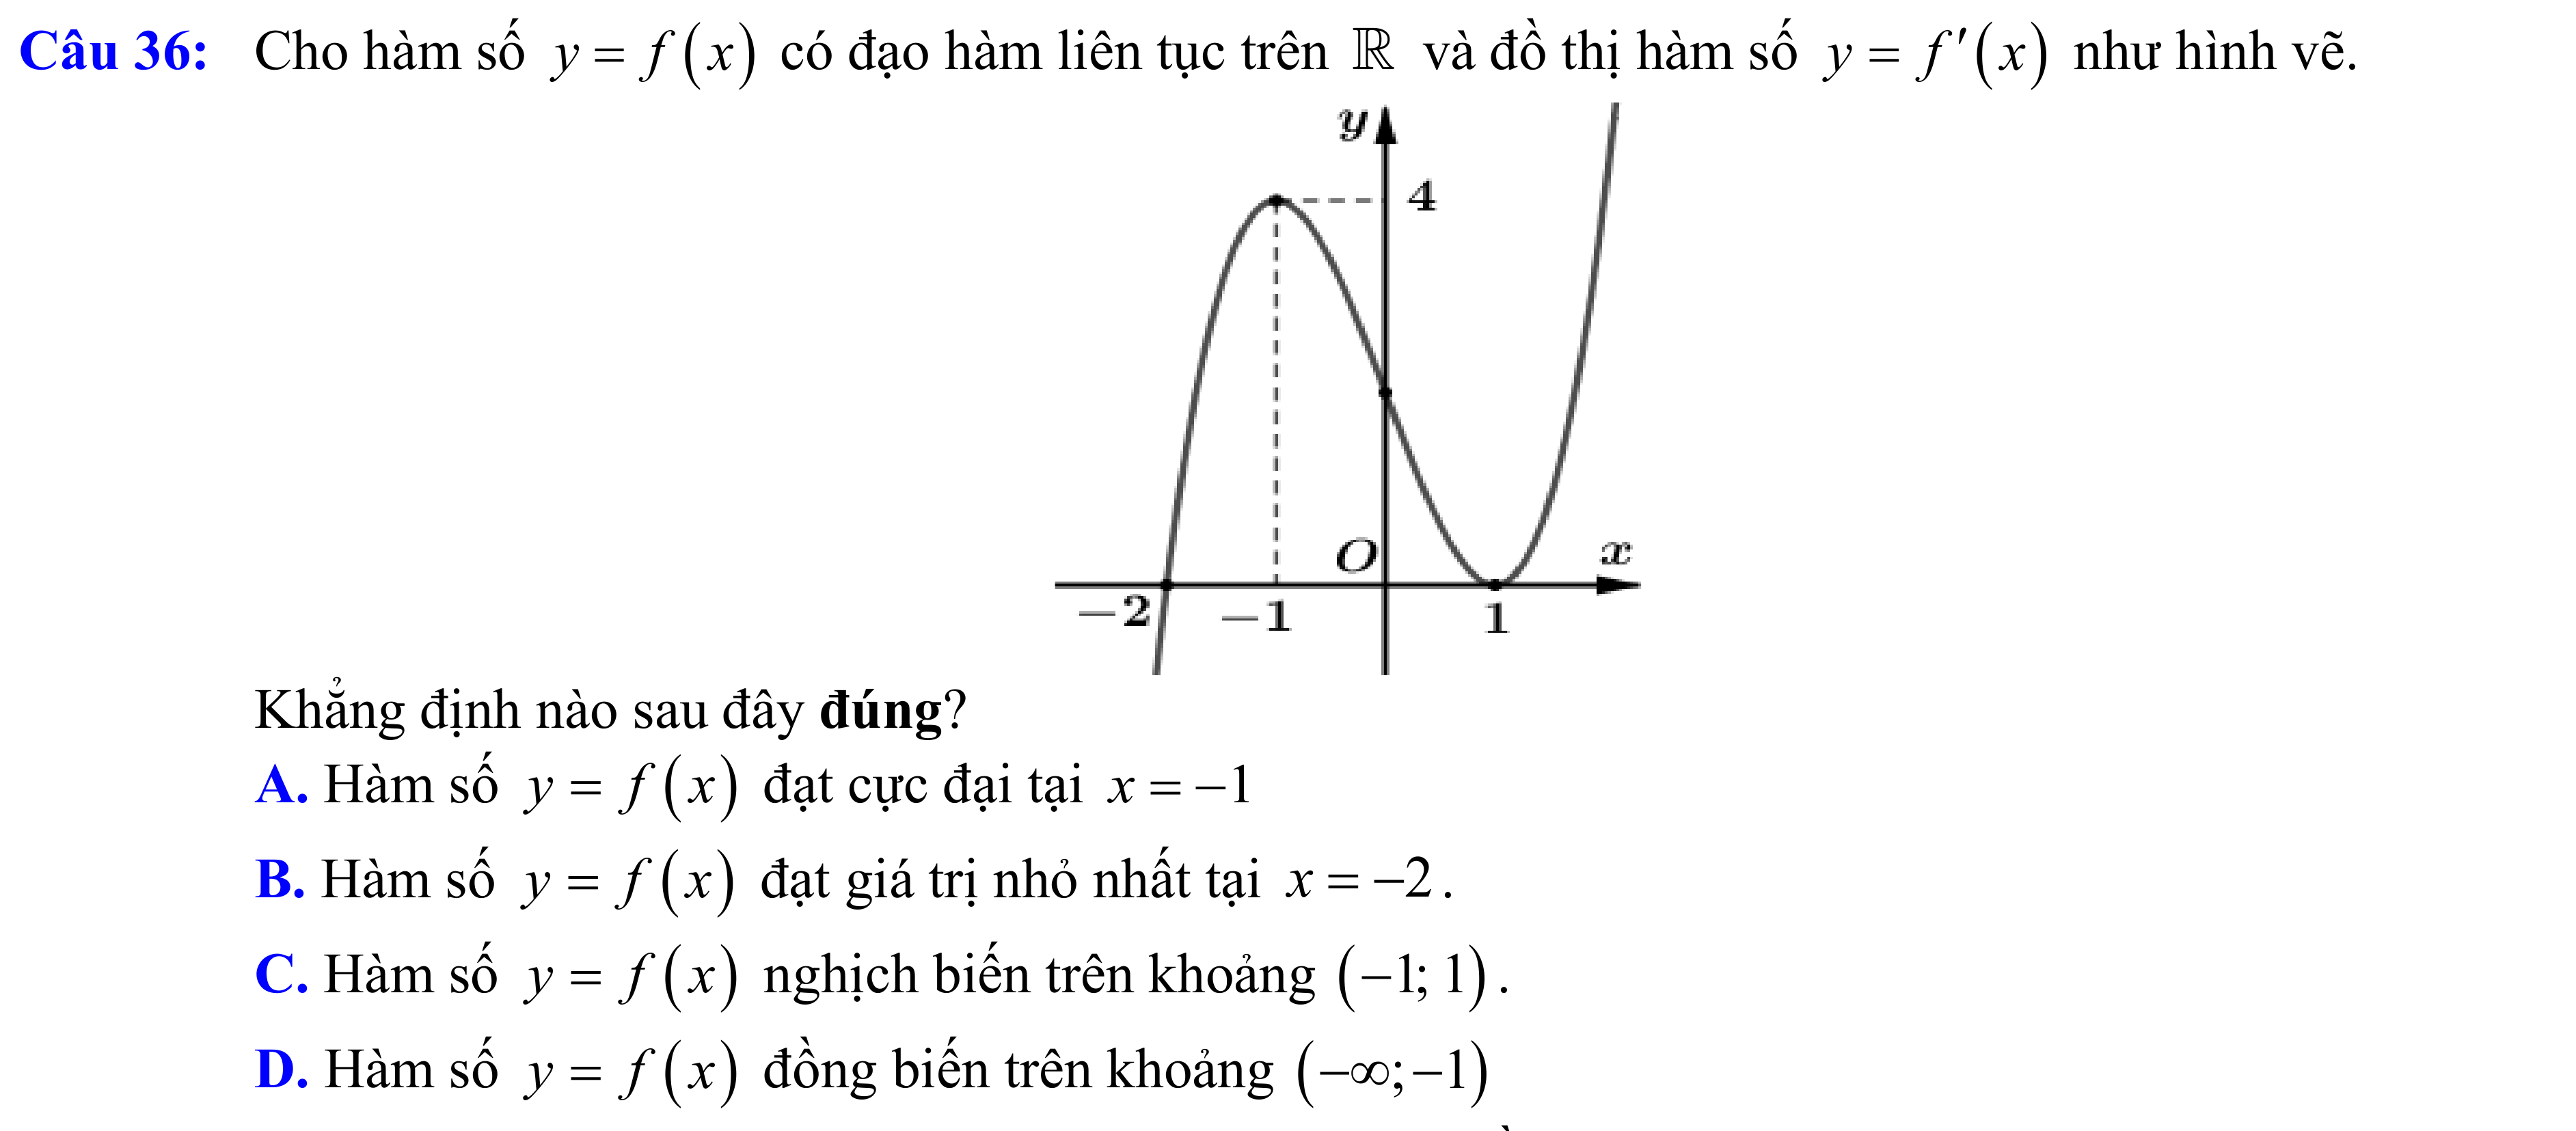 Câu 36: Cho hàm số y = f(x) có đạo hàm liên tục trên ℝ và đồ thị hàm số y = f′(x) như hình vẽ.
y
4
O
x
−2
−1
1
Khẳng định nào sau đây đúng?
A. Hàm số y = f(x) đạt cực đại tại x = −1
B. Hàm số y = f(x) đạt giá trị nhỏ nhất tại x = −2.
C. Hàm số y = f(x) nghịch biến trên khoảng (−1; 1).
D. Hàm số y = f(x) đồng biến trên khoảng (−∞; −1)